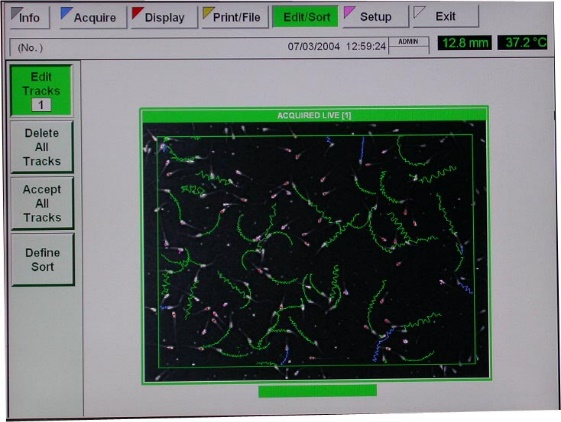 Info Acquire Display Print/File Edit/Sort Setup Exit
(No.) 07/03/2004 12:59:24 ADMIN 12.8 mm 37.2 °C
Edit
Tracks
1
Delete
All
Tracks
Accept
All
Tracks
Define
Sort
ACQUIRED LIVE [1]